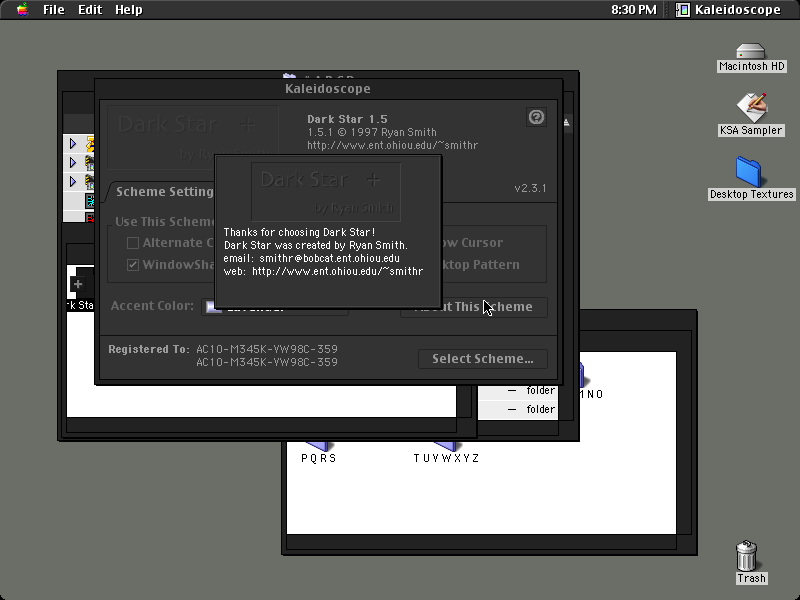 File Edit Help
8:30 PM
Kaleidoscope
Macintosh HD
KSA Sampler
Desktop Textures
Kaleidoscope
Dark Star
by Ryan
Dark Star 1.5
1.5.1 © 1997 Ryan Smith
http://www.ent.ohiou.edu/~smithr
v2.3.1
Scheme Setting
Use This Scheme
Alternate C
ow Cursor
WindowSha
ktop Pattern
Accent Color:
About This Scheme
Dark Star
by Ryan Smith
Thanks for choosing Dark Star!
Dark Star was created by Ryan Smith.
email: smithr@bobcat.ent.ohiou.edu
web: http://www.ent.ohiou.edu/~smithr
Registered To: AC10-M345K-VW98C-359
AC10-M345K-VW98C-359
Select Scheme...
rk Sta
– folder
– folder
MNO
PQRS
TUVWXYZ
Trash